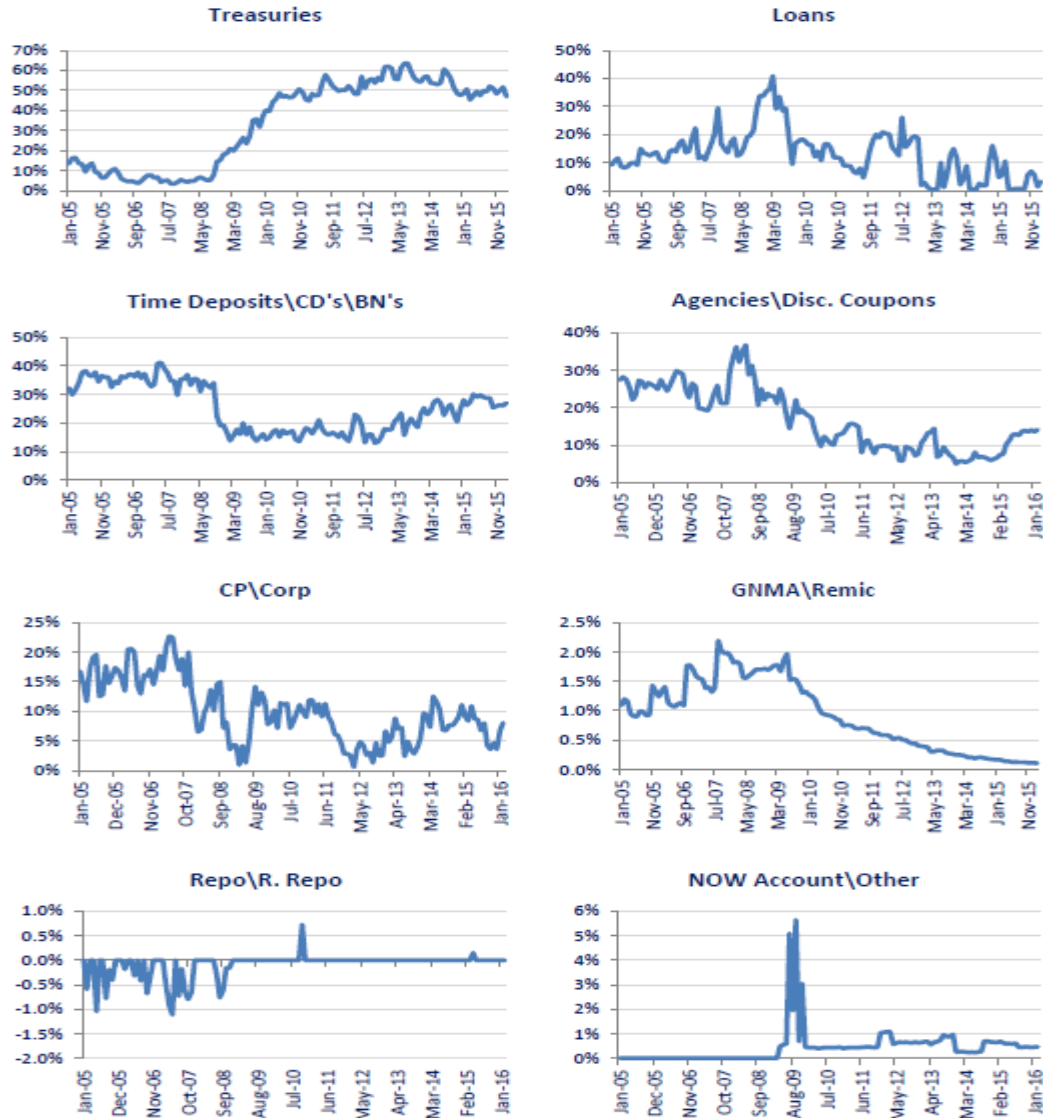 Treasuries
70%
60%
50%
40%
30%
20%
10%
0%
Jan-05
Nov-05
Sep-06
Jul-07
May-08
Mar-09
Jan-10
Nov-10
Sep-11
Jul-12
May-13
Mar-14
Jan-15
Nov-15
Loans
50%
40%
30%
20%
10%
0%
Jan-05
Nov-05
Sep-06
Jul-07
May-08
Mar-09
Jan-10
Nov-10
Sep-11
Jul-12
May-13
Mar-14
Jan-15
Nov-15
Time Deposits\CD's\BN's
50%
40%
30%
20%
10%
0%
Jan-05
Nov-05
Sep-06
Jul-07
May-08
Mar-09
Jan-10
Nov-10
Sep-11
Jul-12
May-13
Mar-14
Jan-15
Nov-15
Agencies\Disc. Coupons
40%
30%
20%
10%
0%
Jan-05
Dec-05
Nov-06
Oct-07
Sep-08
Aug-09
Jul-10
Jun-11
May-12
Apr-13
Mar-14
Feb-15
Jan-16
CP\Corp
25%
20%
15%
10%
5%
0%
Jan-05
Dec-05
Nov-06
Oct-07
Sep-08
Aug-09
Jul-10
Jun-11
May-12
Apr-13
Mar-14
Feb-15
Jan-16
GNMA\Remic
2.5%
2.0%
1.5%
1.0%
0.5%
0.0%
Jan-05
Nov-05
Sep-06
Jul-07
May-08
Mar-09
Jan-10
Nov-10
Sep-11
Jul-12
May-13
Mar-14
Jan-15
Nov-15
Repo\R. Repo
1.0%
0.5%
0.0%
-0.5%
-1.0%
-1.5%
-2.0%
Jan-05
Dec-05
Nov-06
Oct-07
Sep-08
Aug-09
Jul-10
Jun-11
May-12
Apr-13
Mar-14
Feb-15
Jan-16
NOW Account\Other
6%
5%
4%
3%
2%
1%
0%
Jan-05
Dec-05
Nov-06
Oct-07
Sep-08
Aug-09
Jul-10
Jun-11
May-12
Apr-13
Mar-14
Feb-15
Jan-16